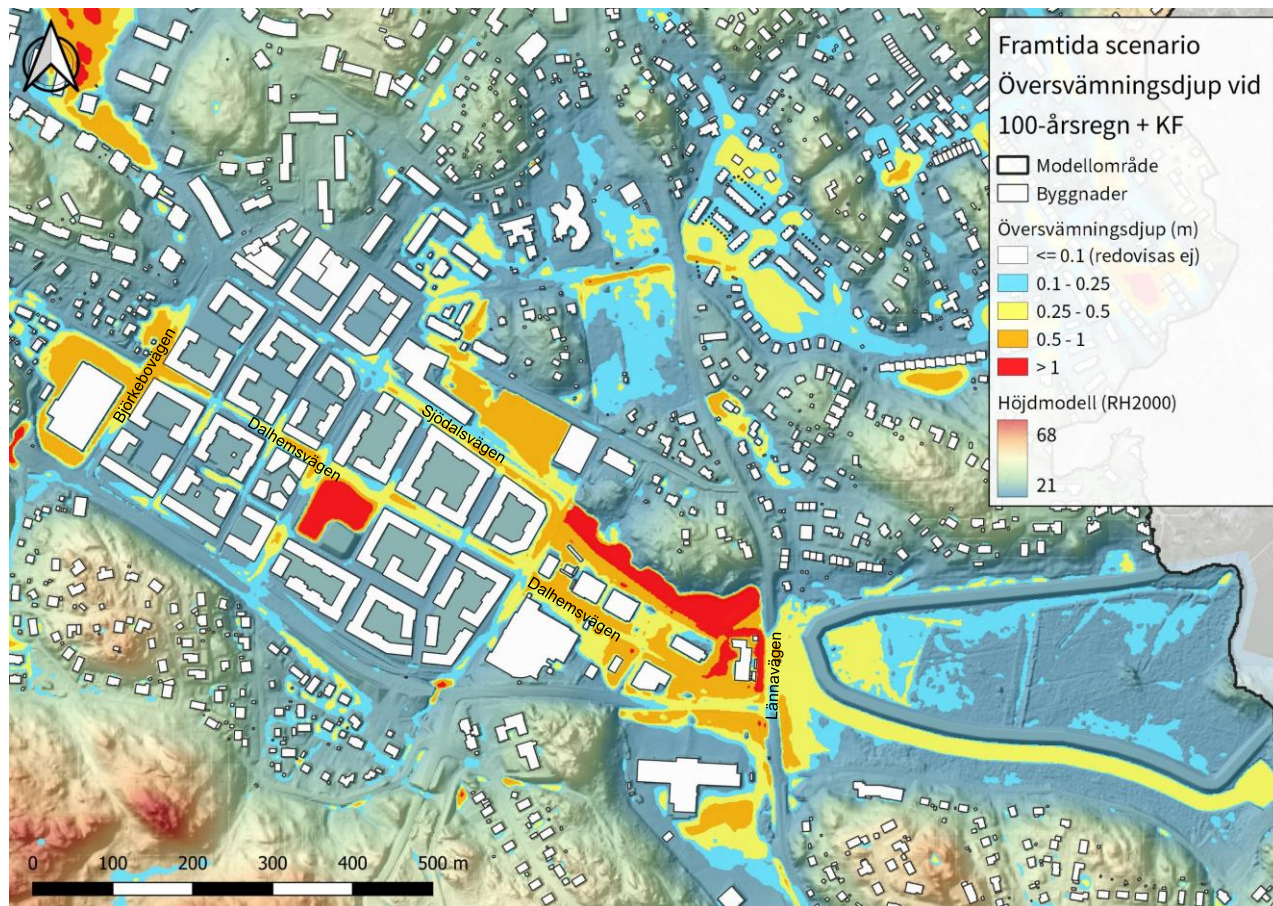 Framtida scenario
Översvämningsdjup vid
100-årsregn + KF
Modellområde
Byggnader
Översvämningsdjup (m)
<= 0.1 (redovisas ej)
0.1 - 0.25
0.25 - 0.5
0.5 - 1
> 1
Höjdmodell (RH2000)
68
21
Björkebovägen
Dalhemsvägen
Sjödalsvägen
Dalhemsvägen
Lännavägen
0 100 200 300 400 500 m